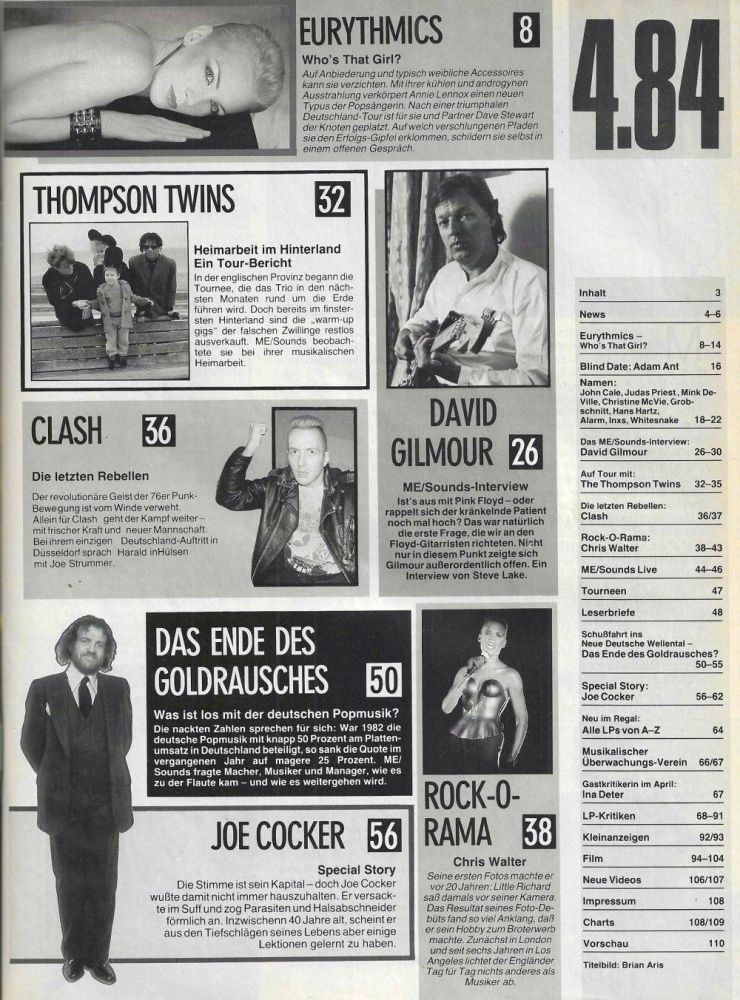 EURYTHMICS 8
Who's That Girl?
Auf Anbiederung und typisch weibliche Accessoires
kann sie verzichten. Mit ihrer kühlen und androgynen
Ausstrahlung verkörpert Annie Lennox einen neuen
Typus der Popsängerin. Nach einer triumphalen
Deutschland-Tour ist für sie und Partner Dave Stewart
der Knoten geplatzt. Auf welch verschlungenen Pfaden
sie den Erfolgs-Gipfel erklommen, schildern sie selbst in
einem offenen Gespräch.
4.84
THOMPSON TWINS 32
Heimarbeit im Hinterland
Ein Tour-Bericht
In der englischen Provinz begann die
Tournee, die das Trio in den näch-
sten Monaten rund um die Erde
führen wird. Doch bereits im finster-
sten Hinterland sind die „warm-up
gigs" der falschen Zwillinge restlos
ausverkauft. ME/Sounds beobach-
tete sie bei ihrer musikalischen
Heimarbeit.
CLASH 36
Die letzten Rebellen
Der revolutionäre Geist der 76er Punk-
Bewegung ist vom Winde verweht.
Allein für Clash geht der Kampf weiter –
mit frischer Kraft und neuer Mannschaft.
Bei ihrem einzigen Deutschland-Auftritt in
Düsseldorf sprach Harald inHülsen
mit Joe Strummer.
DAVID
GILMOUR 26
ME/Sounds-Interview
Ist's aus mit Pink Floyd – oder
rappelt sich der kränkelnde Patient
noch mal hoch? Das war natürlich
die erste Frage, die wir an den
Floyd-Gitarristen richteten. Nicht
nur in diesem Punkt zeigte sich
Gilmour außerordentlich offen. Ein
Interview von Steve Lake.
DAS ENDE DES
GOLDRAUSCHES 50
Was ist los mit der deutschen Popmusik?
Die nackten Zahlen sprechen für sich: War 1982 die
deutsche Popmusik mit knapp 50 Prozent am Platten-
umsatz in Deutschland beteiligt, so sank die Quote im
vergangenen Jahr auf magere 25 Prozent. ME/
Sounds fragte Macher, Musiker und Manager, wie es
zu der Flaute kam – und wie es weitergehen wird.
JOE COCKER 56
Special Story
Die Stimme ist sein Kapital – doch Joe Cocker
wußte damit nicht immer hauszuhalten. Er versack-
te im Suff und zog Parasiten und Halsabschneider
förmlich an. Inzwischen 40 Jahre alt, scheint er
aus den Tiefschlägen seines Lebens aber einige
Lektionen gelernt zu haben.
ROCK-O-
RAMA 38
Chris Walter
Seine ersten Fotos machte er
vor 20 Jahren: Little Richard
saß damals vor seiner Kamera.
Das Resultat seines Foto-De-
büts fand so viel Anklang, daß
er sein Hobby zum Broterwerb
machte. Zunächst in London
und seit sechs Jahren in Los
Angeles lichtet der Engländer
Tag für Tag nichts anderes als
Musiker ab.
Inhalt 3
News 4–6
Eurythmics –
Who's That Girl? 8–14
Blind Date: Adam Ant 16
Namen:
John Cale, Judas Priest, Mink De-
Ville, Christine McVie, Grob-
schnitt, Hans Hartz,
Alarm, Inxs, Whitesnake 18–22
Das ME/Sounds-Interview:
David Gilmour 26–30
Auf Tour mit:
The Thompson Twins 32–35
Die letzten Rebellen:
Clash 36/37
Rock-O-Rama:
Chris Walter 38–43
ME/Sounds Live 44–46
Tourneen 47
Leserbriefe 48
Schußfahrt ins
Neue Deutsche Wellental –
Das Ende des Goldrausches?
50–55
Special Story:
Joe Cocker 56–62
Neu im Regal:
Alle LPs von A–Z 64
Musikalischer
Überwachungs-Verein 66/67
Gastkritikerin im April:
Ina Deter 67
LP-Kritiken 68–91
Kleinanzeigen 92/93
Film 94–104
Neue Videos 106/107
Impressum 108
Charts 108/109
Vorschau 110
Titelbild: Brian Aris